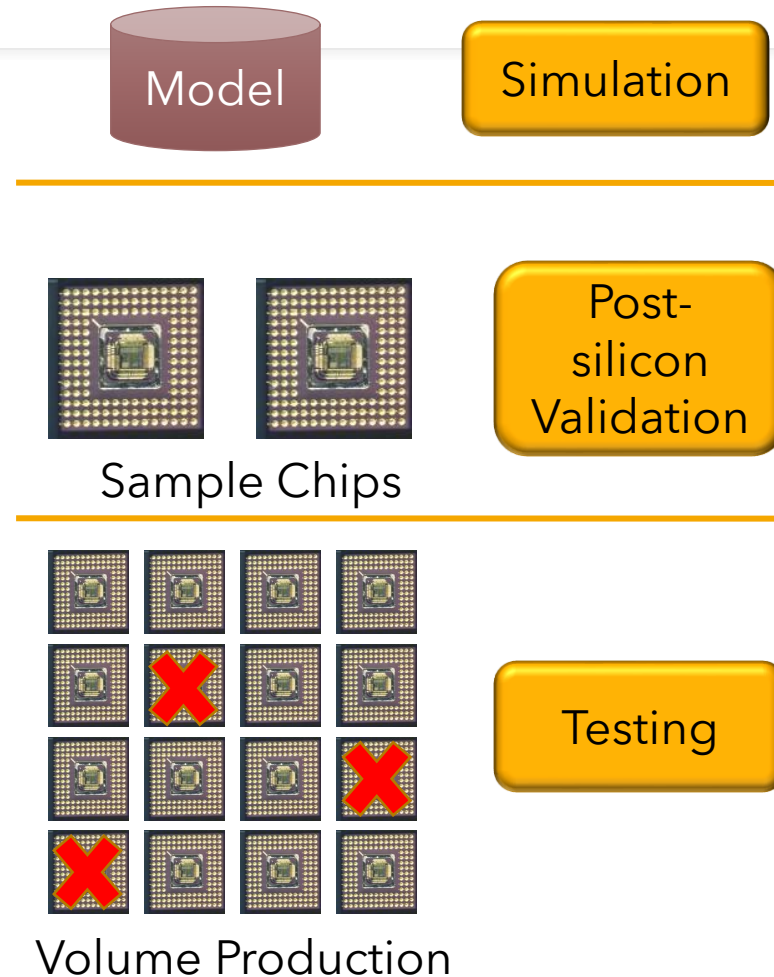 Model
Simulation
Post-
silicon
Validation
Sample Chips
Testing
Volume Production